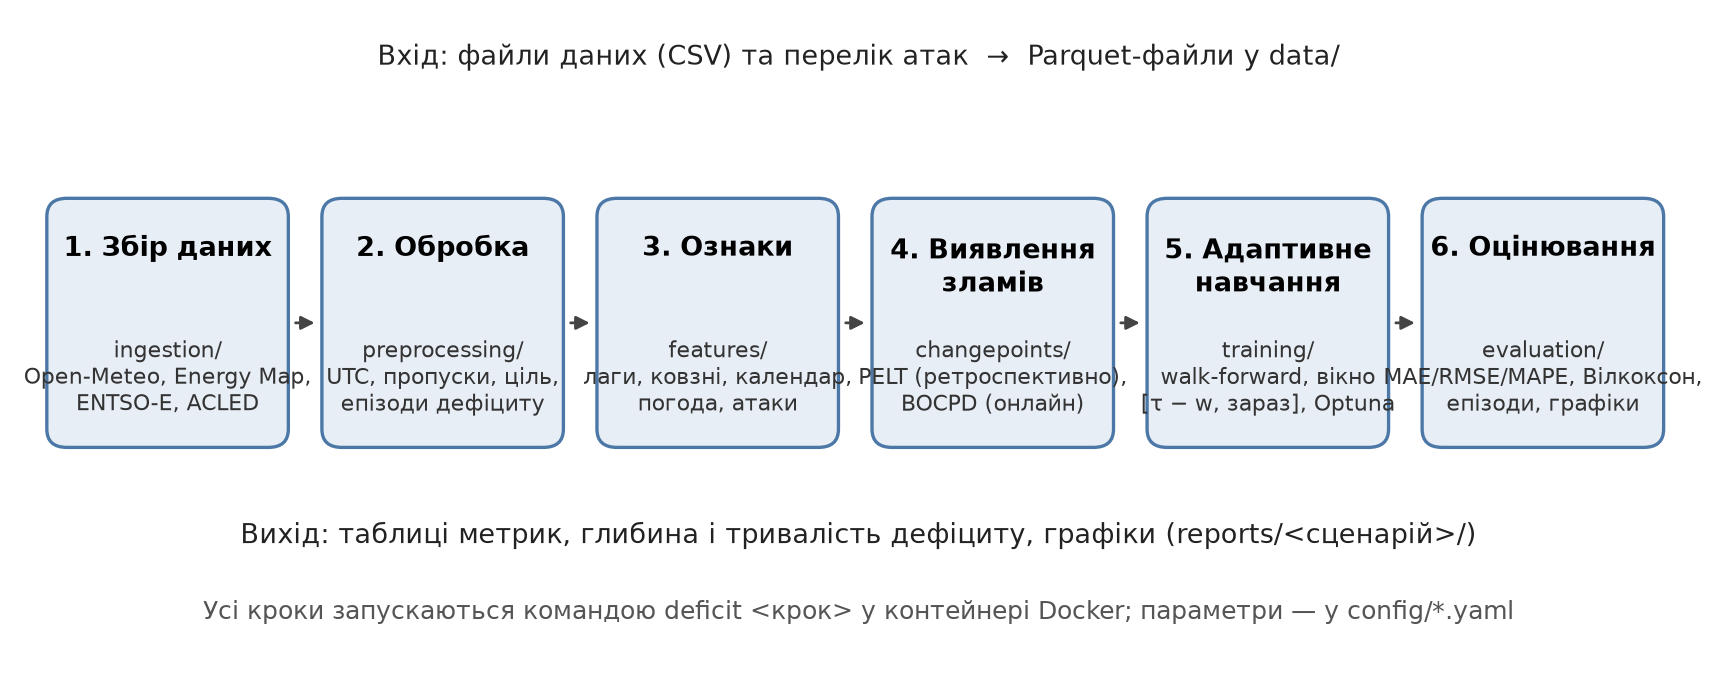 Вхід: файли даних (CSV) та перелік атак → Parquet-файли у data/
1. Збір даних
ingestion/
Open-Meteo, Energy Map,
ENTSO-E, ACLED
2. Обробка
preprocessing/
UTC, пропуски, ціль,
епізоди дефіциту
3. Ознаки
features/
лаги, ковзні, календар,
погода, атаки
4. Виявлення
зламів
changepoints/
PELT (ретроспективно),
BOCPD (онлайн)
5. Адаптивне
навчання
training/
walk-forward, вікно
[τ − w, зараз], Optuna
6. Оцінювання
evaluation/
MAE/RMSE/MAPE, Вілкоксон,
епізоди, графіки
Вихід: таблиці метрик, глибина і тривалість дефіциту, графіки (reports/<сценарій>/)
Усі кроки запускаються командою deficit <крок> у контейнері Docker; параметри — у config/*.yaml